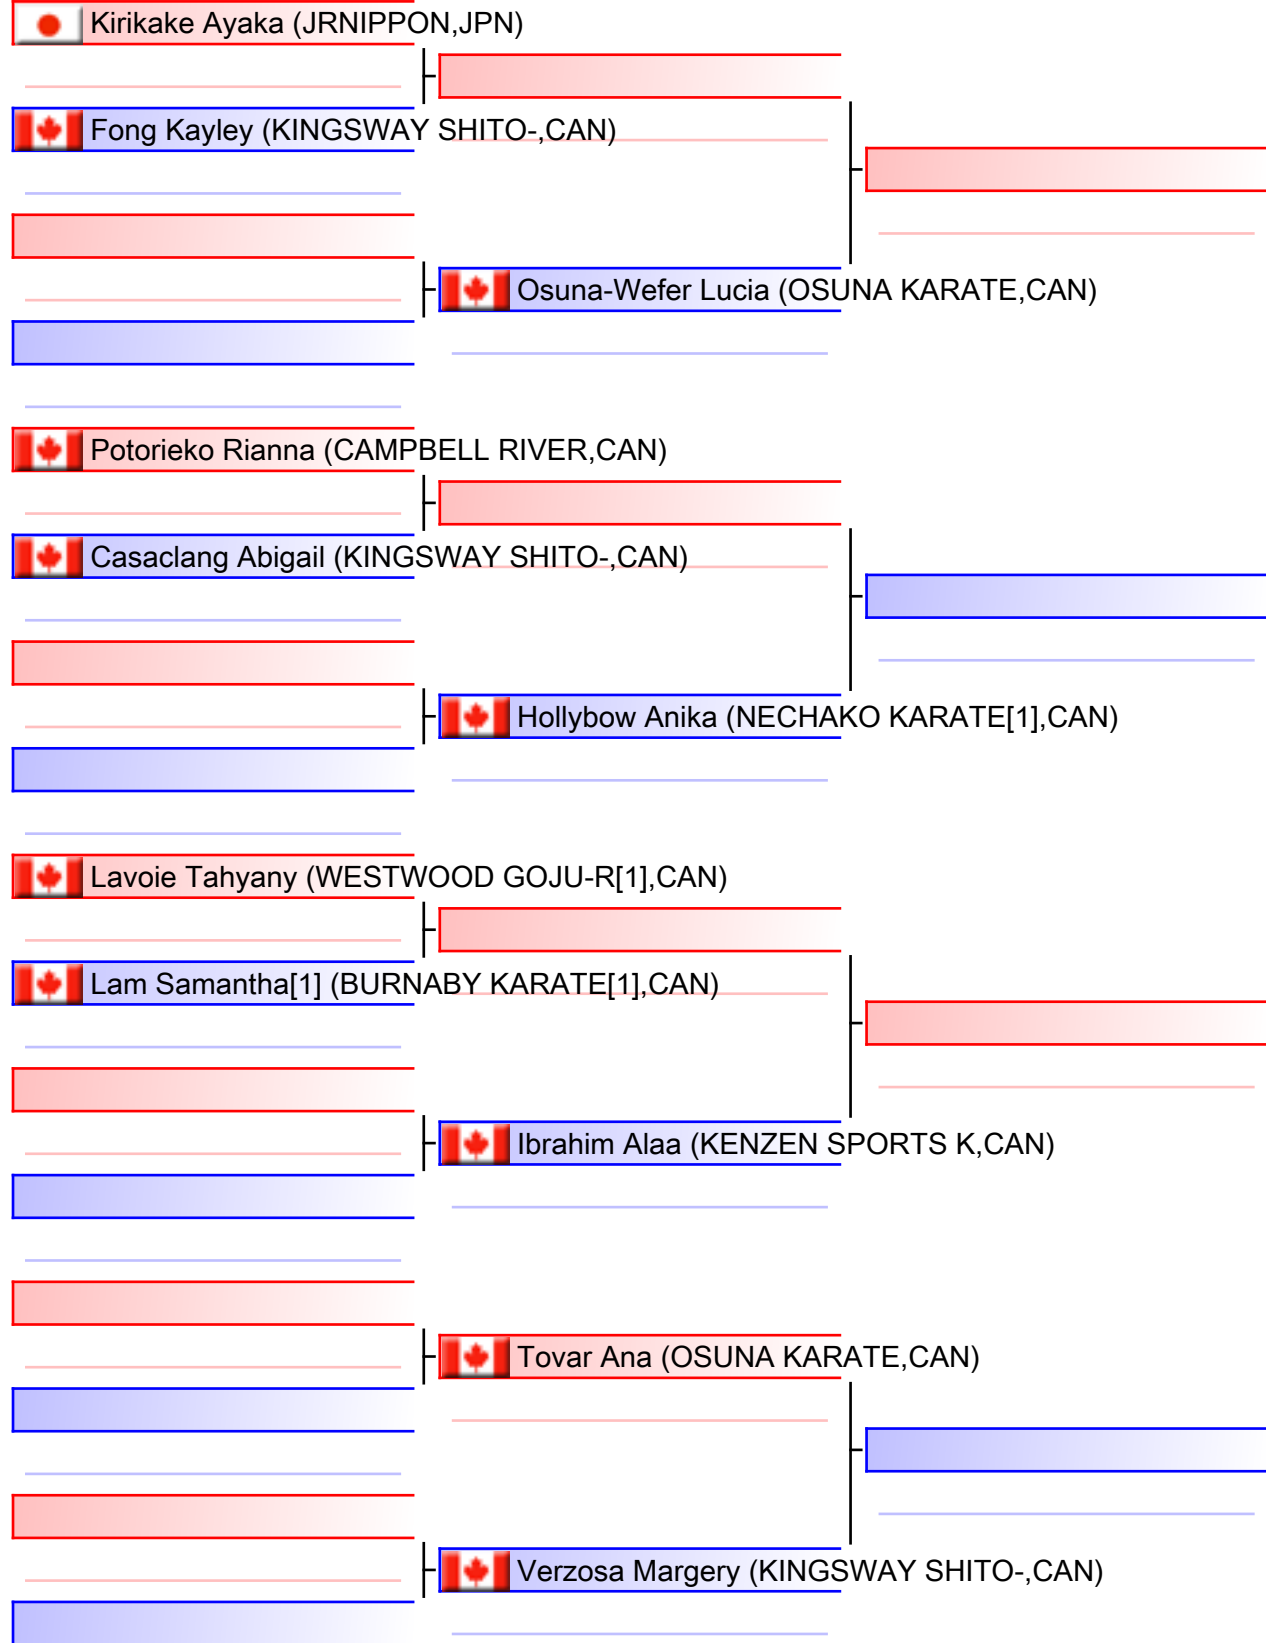 Kirikake Ayaka (JRNIPPON,JPN)
Fong Kayley (KINGSWAY SHITO-,CAN)
Osuna-Wefer Lucia (OSUNA KARATE,CAN)
Potorieko Rianna (CAMPBELL RIVER,CAN)
Casaclang Abigail (KINGSWAY SHITO-,CAN)
Hollybow Anika (NECHAKO KARATE[1],CAN)
Lavoie Tahyany (WESTWOOD GOJU-R[1],CAN)
Lam Samantha[1] (BURNABY KARATE[1],CAN)
Ibrahim Alaa (KENZEN SPORTS K,CAN)
Tovar Ana (OSUNA KARATE,CAN)
Verzosa Margery (KINGSWAY SHITO-,CAN)